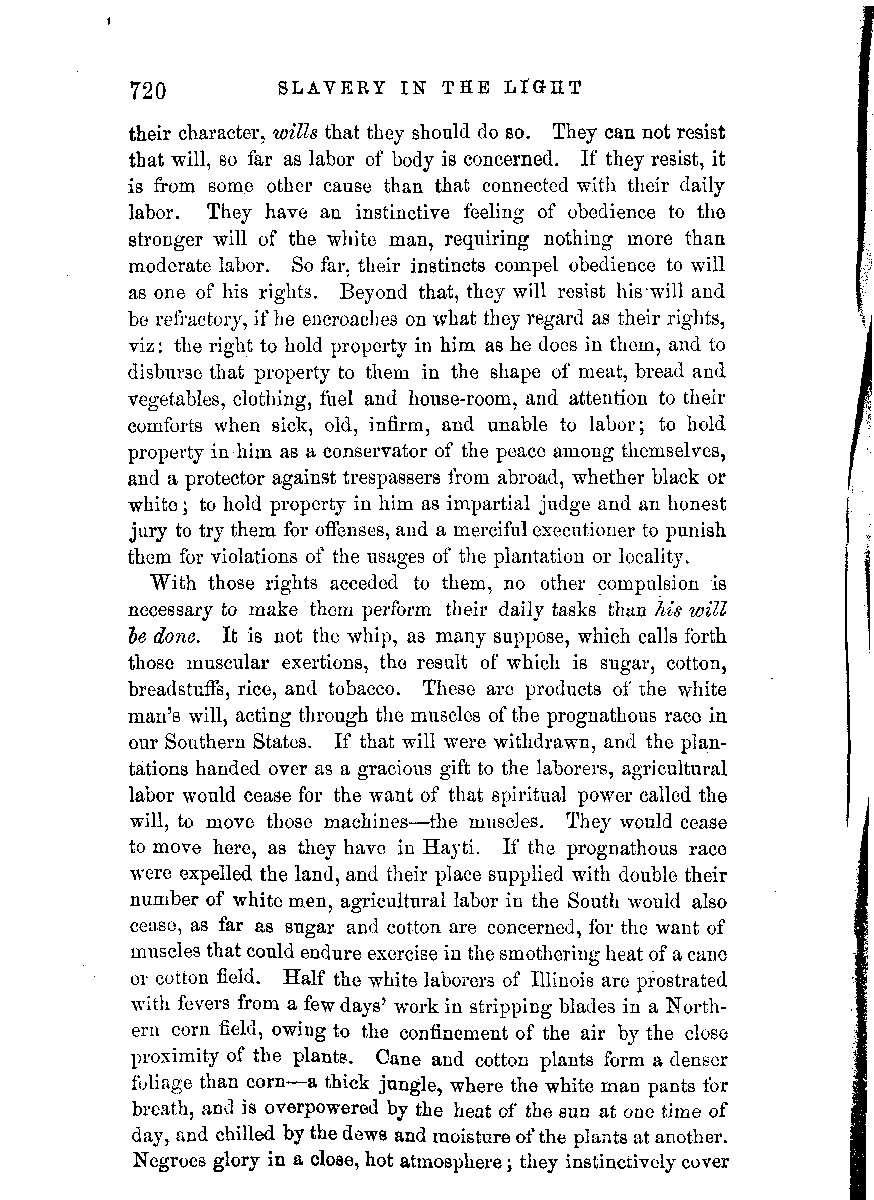 720 SLAVERY IN THE LIGHT
their character, wills that they should do so. They can not resist
that will, so far as labor of body is concerned. If they resist, it
is from some other cause than that connected with their daily
labor. They have an instinctive feeling of obedience to the
stronger will of the white man, requiring nothing more than
moderate labor. So far, their instincts compel obedience to will
as one of his rights. Beyond that, they will resist his will and
be refractory, if he encroaches on what they regard as their rights,
viz: the right to hold property in him as he does in them, and to
disburse that property to them in the shape of meat, bread and
vegetables, clothing, fuel and house-room, and attention to their
comforts when sick, old, infirm, and unable to labor; to hold
property in him as a conservator of the peace among themselves,
and a protector against trespassers from abroad, whether black or
white; to hold property in him as impartial judge and an honest
jury to try them for offenses, and a merciful executioner to punish
them for violations of the usages of the plantation or locality.
With those rights acceded to them, no other compulsion is
necessary to make them perform their daily tasks than his will
be done. It is not the whip, as many suppose, which calls forth
those muscular exertions, the result of which is sugar, cotton,
breadstuffs, rice, and tobacco. These are products of the white
man's will, acting through the muscles of the prognathous race in
our Southern States. If that will were withdrawn, and the plan-
tations handed over as a gracious gift to the laborers, agricultural
labor would cease for the want of that spiritual power called the
will, to move those machines—the muscles. They would cease
to move here, as they have in Hayti. If the prognathous race
were expelled the land, and their place supplied with double their
number of white men, agricultural labor in the South would also
cease, as far as sugar and cotton are concerned, for the want of
muscles that could endure exercise in the smothering heat of a cane
or cotton field. Half the white laborers of Illinois are prostrated
with fevers from a few days' work in stripping blades in a North-
ern corn field, owing to the confinement of the air by the close
proximity of the plants. Cane and cotton plants form a denser
foliage than corn—a thick jungle, where the white man pants for
breath, and is overpowered by the heat of the sun at one time of
day, and chilled by the dews and moisture of the plants at another.
Negroes glory in a close, hot atmosphere; they instinctively cover